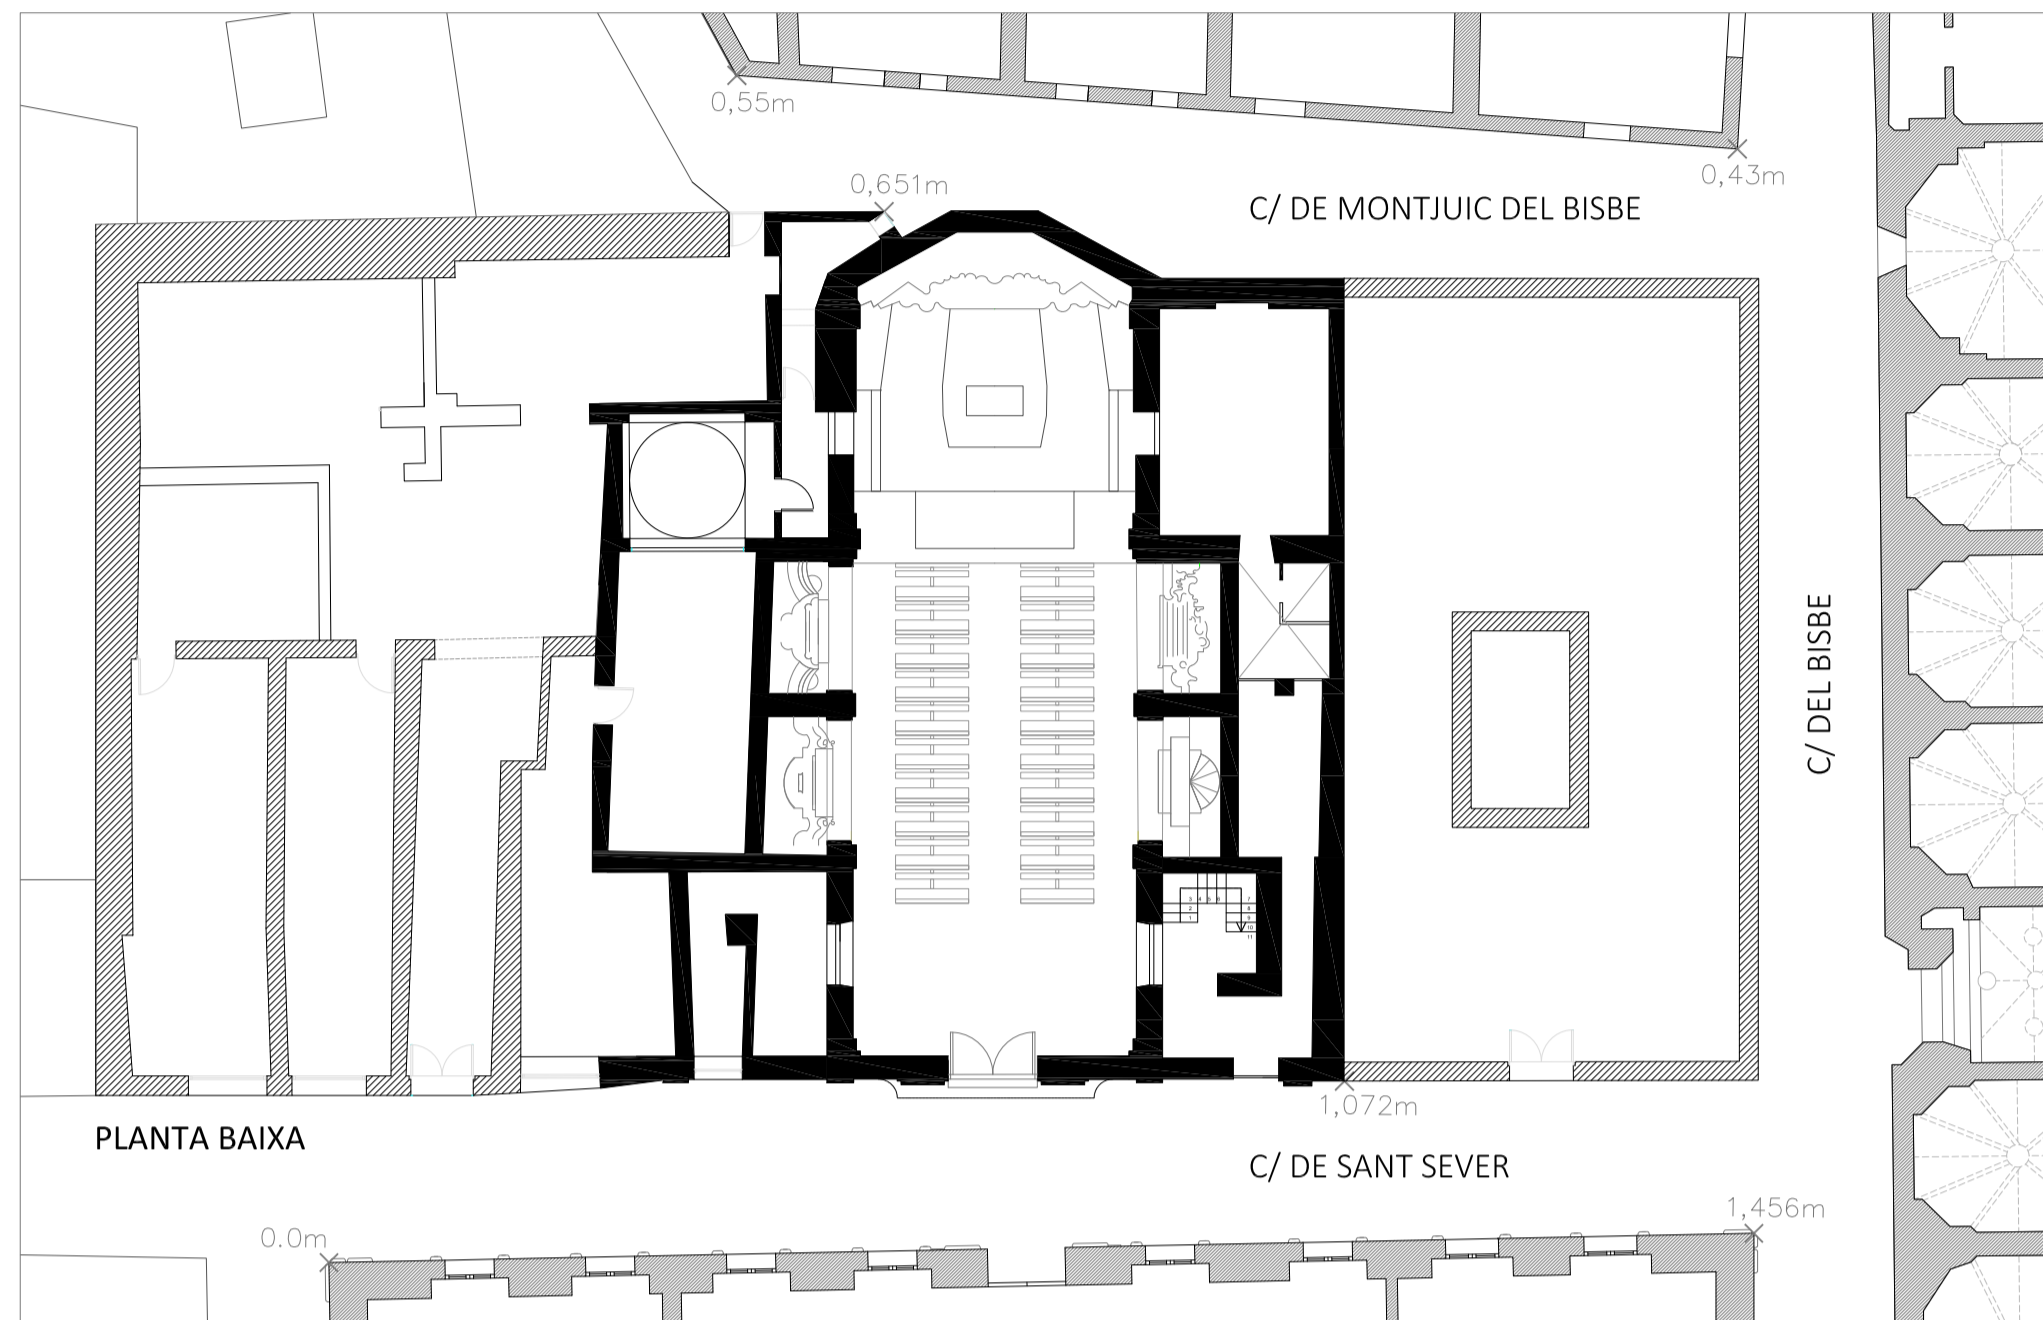 0,55m
0,43m
0,651m
C/ DE MONTJUIC DEL BISBE
C/ DEL BISBE
1,072m
PLANTA BAIXA
C/ DE SANT SEVER
1,456m
0.0m